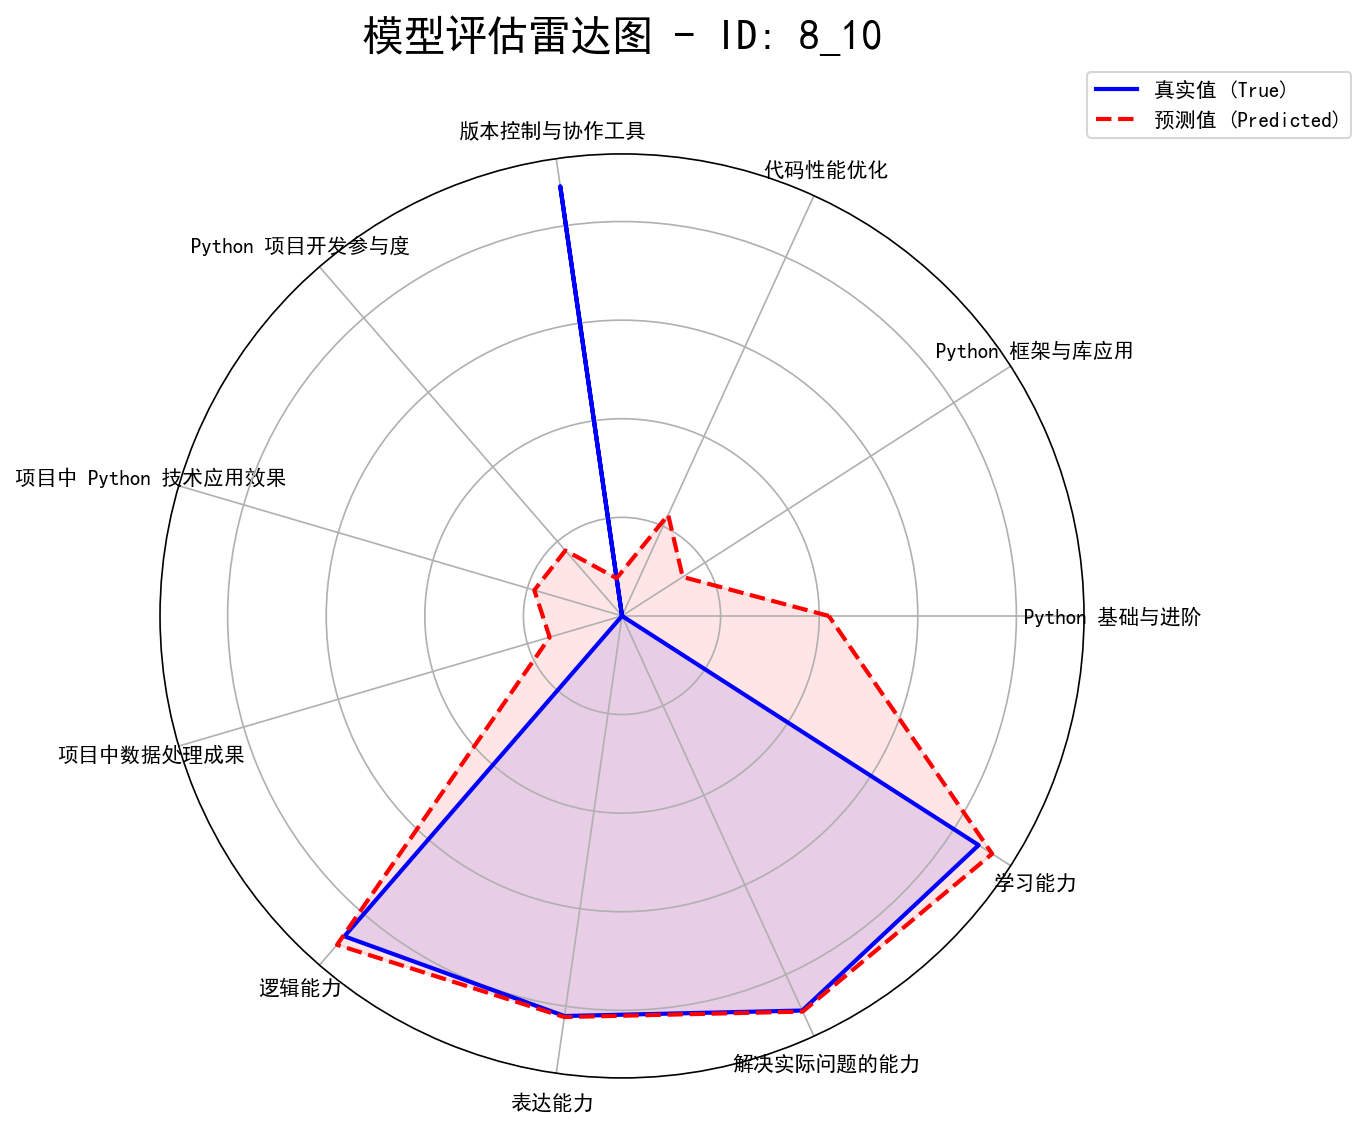 模型评估雷达图 - ID: 8_10
真实值 (True)
预测值 (Predicted)
版本控制与协作工具
代码性能优化
Python 项目开发参与度
Python 框架与库应用
项目中 Python 技术应用效果
Python 基础与进阶
项目中数据处理成果
学习能力
逻辑能力
解决实际问题的能力
表达能力